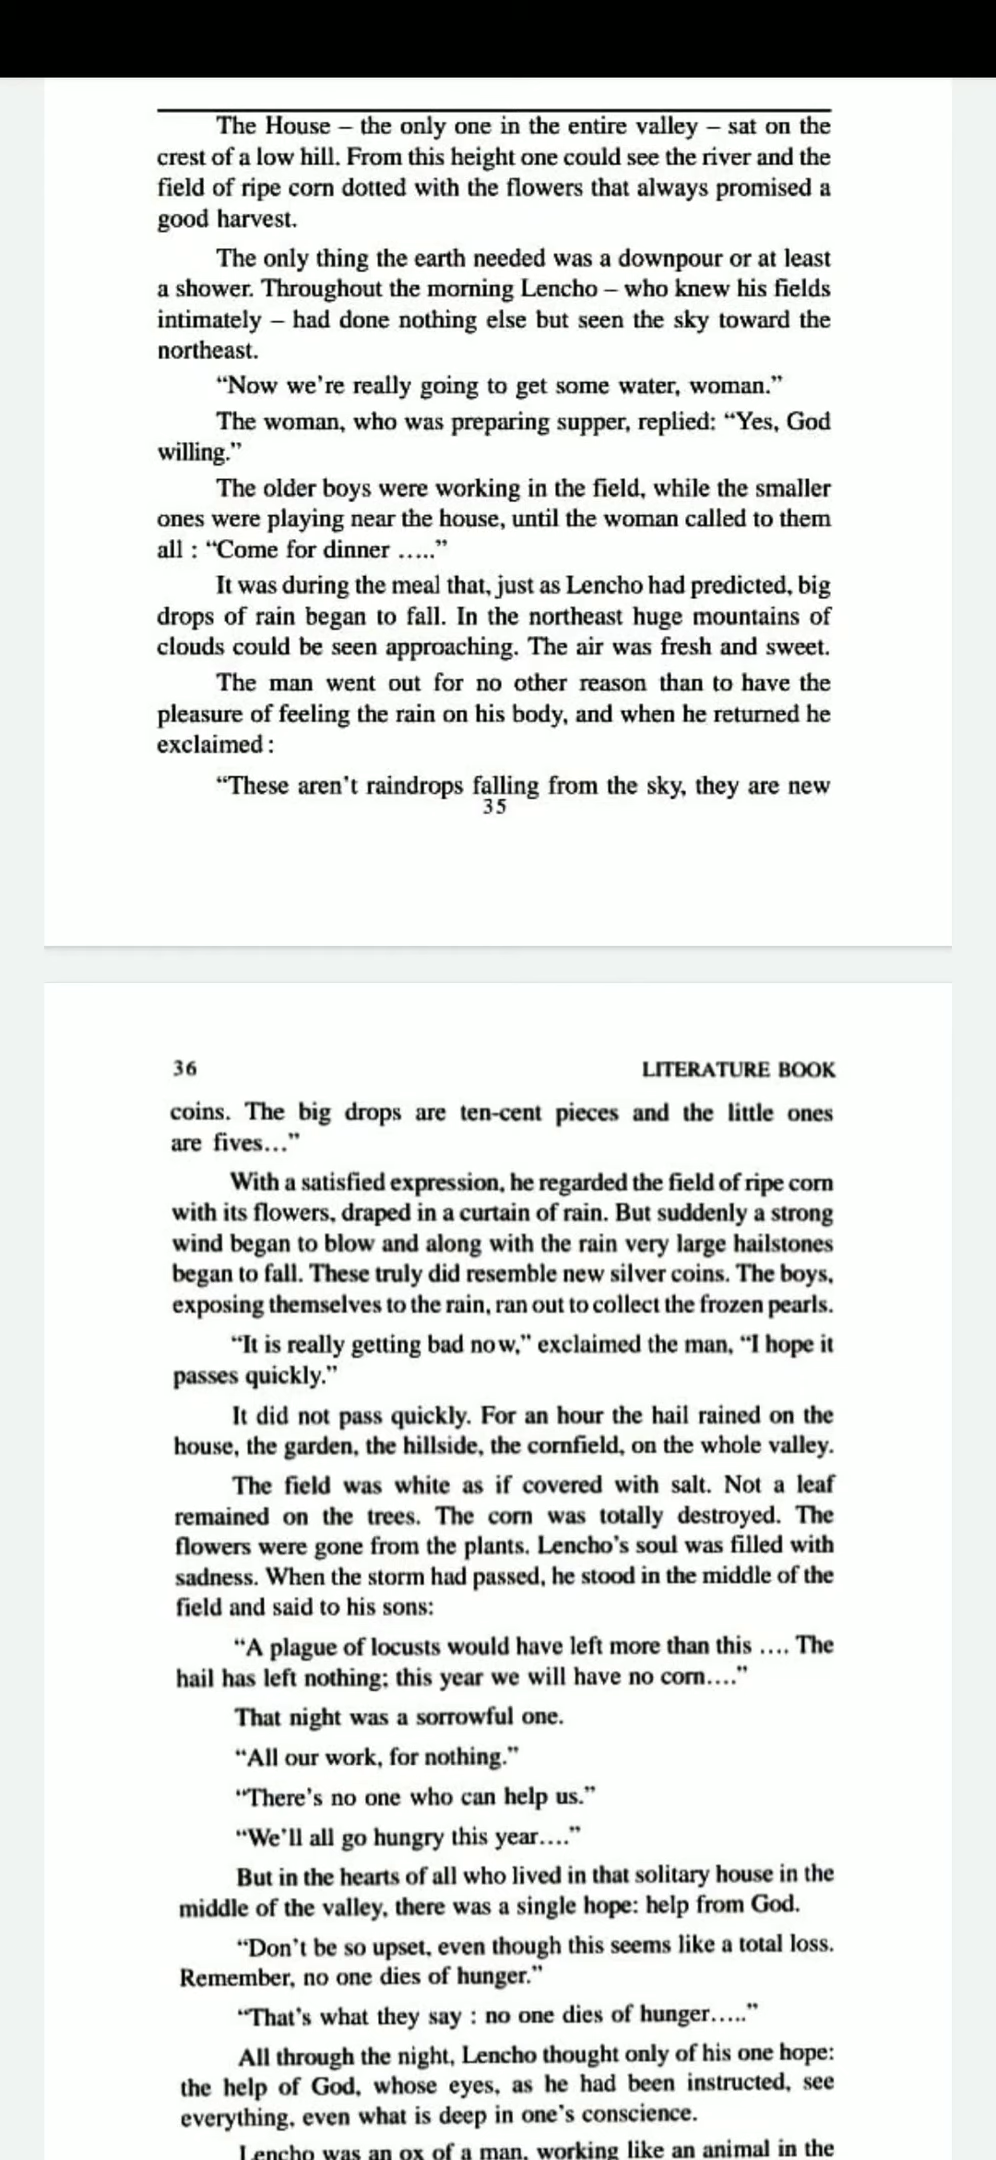 The House – the only one in the entire valley – sat on the
crest of a low hill. From this height one could see the river and the
field of ripe corn dotted with the flowers that always promised a
good harvest.
The only thing the earth needed was a downpour or at least
a shower. Throughout the morning Lencho – who knew his fields
intimately – had done nothing else but seen the sky toward the
northeast.
“Now we’re really going to get some water, woman.”
The woman, who was preparing supper, replied: “Yes, God
willing.”
The older boys were working in the field, while the smaller
ones were playing near the house, until the woman called to them
all : “Come for dinner .....”
It was during the meal that, just as Lencho had predicted, big
drops of rain began to fall. In the northeast huge mountains of
clouds could be seen approaching. The air was fresh and sweet.
The man went out for no other reason than to have the
pleasure of feeling the rain on his body, and when he returned he
exclaimed :
“These aren’t raindrops falling from the sky, they are new
35
36 LITERATURE BOOK
coins. The big drops are ten-cent pieces and the little ones
are fives...”
With a satisfied expression, he regarded the field of ripe corn
with its flowers, draped in a curtain of rain. But suddenly a strong
wind began to blow and along with the rain very large hailstones
began to fall. These truly did resemble new silver coins. The boys,
exposing themselves to the rain, ran out to collect the frozen pearls.
“It is really getting bad now,” exclaimed the man, “I hope it
passes quickly.”
It did not pass quickly. For an hour the hail rained on the
house, the garden, the hillside, the cornfield, on the whole valley.
The field was white as if covered with salt. Not a leaf
remained on the trees. The corn was totally destroyed. The
flowers were gone from the plants. Lencho’s soul was filled with
sadness. When the storm had passed, he stood in the middle of the
field and said to his sons:
“A plague of locusts would have left more than this .... The
hail has left nothing; this year we will have no corn....”
That night was a sorrowful one.
“All our work, for nothing.”
“There’s no one who can help us.”
“We’ll all go hungry this year....”
But in the hearts of all who lived in that solitary house in the
middle of the valley, there was a single hope: help from God.
“Don’t be so upset, even though this seems like a total loss.
Remember, no one dies of hunger.”
“That’s what they say : no one dies of hunger.....”
All through the night, Lencho thought only of his one hope:
the help of God, whose eyes, as he had been instructed, see
everything, even what is deep in one’s conscience.
Lencho was an ox of a man, working like an animal in the